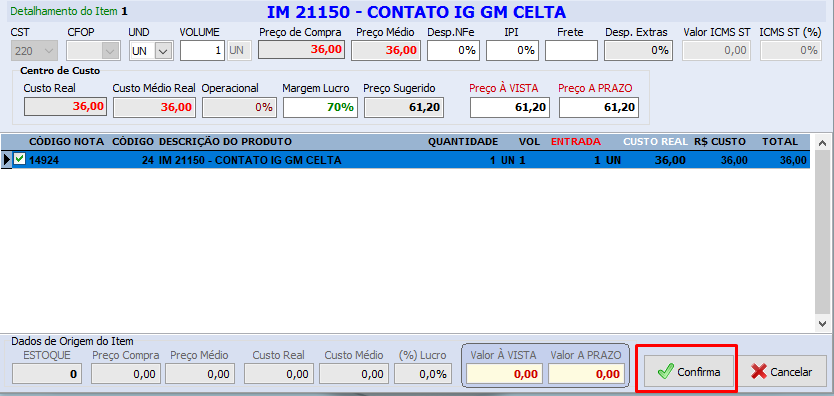 Detalhamento do Item 1
IM 21150 - CONTATO IG GM CELTA
CST CFOP UND VOLUME Preço de Compra Preço Médio Desp.NFe IPI Frete Desp. Extras Valor ICMS ST ICMS ST (%)
220 UN 1 UN 36,00 36,00 0% 0% 0% 0,00 0%
Centro de Custo
Custo Real Custo Médio Real Operacional Margem Lucro Preço Sugerido Preço À VISTA Preço A PRAZO
36,00 36,00 0% 70% 61,20 61,20 61,20
CÓDIGO NOTA CÓDIGO DESCRIÇÃO DO PRODUTO QUANTIDADE VOL ENTRADA CUSTO REAL R$ CUSTO TOTAL
14924 24 IM 21150 - CONTATO IG GM CELTA 1 UN 1 1 UN 36,00 36,00 36,00
Dados de Origem do Item
ESTOQUE Preço Compra Preço Médio Custo Real Custo Médio (%) Lucro Valor À VISTA Valor A PRAZO
0 0,00 0,00 0,00 0,00 0,0% 0,00 0,00
Confirma Cancelar